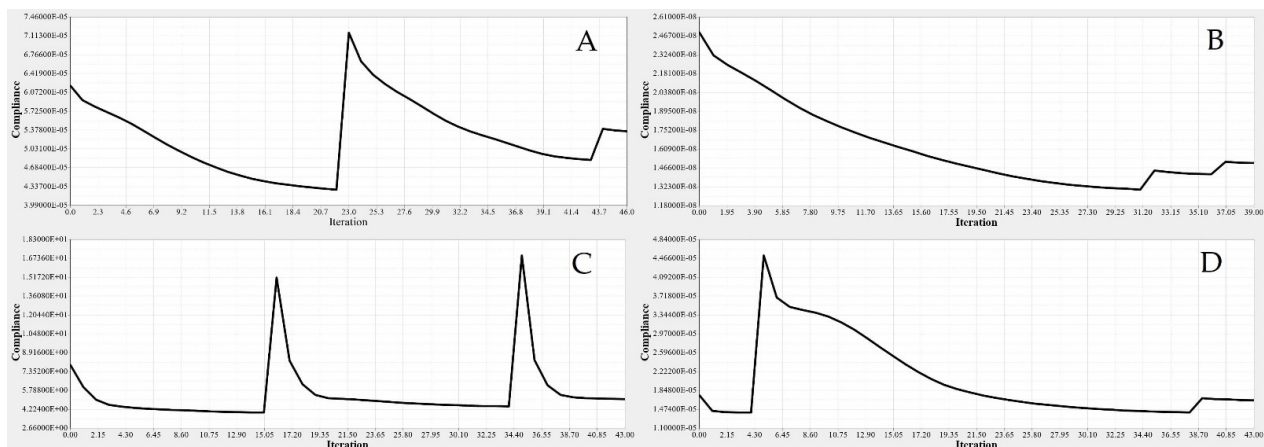 7.46000E-05
7.11300E-05
6.76600E-05
6.41900E-05
6.07200E-05
5.72500E-05
5.37800E-05
5.03100E-05
4.68400E-05
4.33700E-05
3.99000E-05
Compliance
A
0.0 2.3 4.6 6.9 9.2 11.5 13.8 16.1 18.4 20.7 23.0 25.3 27.6 29.9 32.2 34.5 36.8 39.1 41.4 43.7 46.0
Iteration
2.61000E-08
2.46700E-08
2.32400E-08
2.18100E-08
2.03800E-08
1.89500E-08
1.75200E-08
1.60900E-08
1.46600E-08
1.32300E-08
1.18000E-08
Compliance
B
0.00 1.95 3.90 5.85 7.80 9.75 11.70 13.65 15.60 17.55 19.50 21.45 23.40 25.35 27.30 29.25 31.20 33.15 35.10 37.05 39.00
Iteration
1.83000E+01
1.67360E+01
1.51720E+01
1.36080E+01
1.20440E+01
1.04800E+01
8.91600E+00
7.35200E+00
5.78800E+00
4.22400E+00
2.66000E+00
Compliance
C
0.00 2.15 4.30 6.45 8.60 10.75 12.90 15.05 17.20 19.35 21.50 23.65 25.80 27.95 30.10 32.25 34.40 36.55 38.70 40.85 43.00
Iteration
4.84000E-05
4.46600E-05
4.09200E-05
3.71800E-05
3.34400E-05
2.97000E-05
2.59600E-05
2.22200E-05
1.84800E-05
1.47400E-05
1.10000E-05
Compliance
D
0.00 2.15 4.30 6.45 8.60 10.75 12.90 15.05 17.20 19.35 21.50 23.65 25.80 27.95 30.10 32.25 34.40 36.55 38.70 40.85 43.00
Iteration